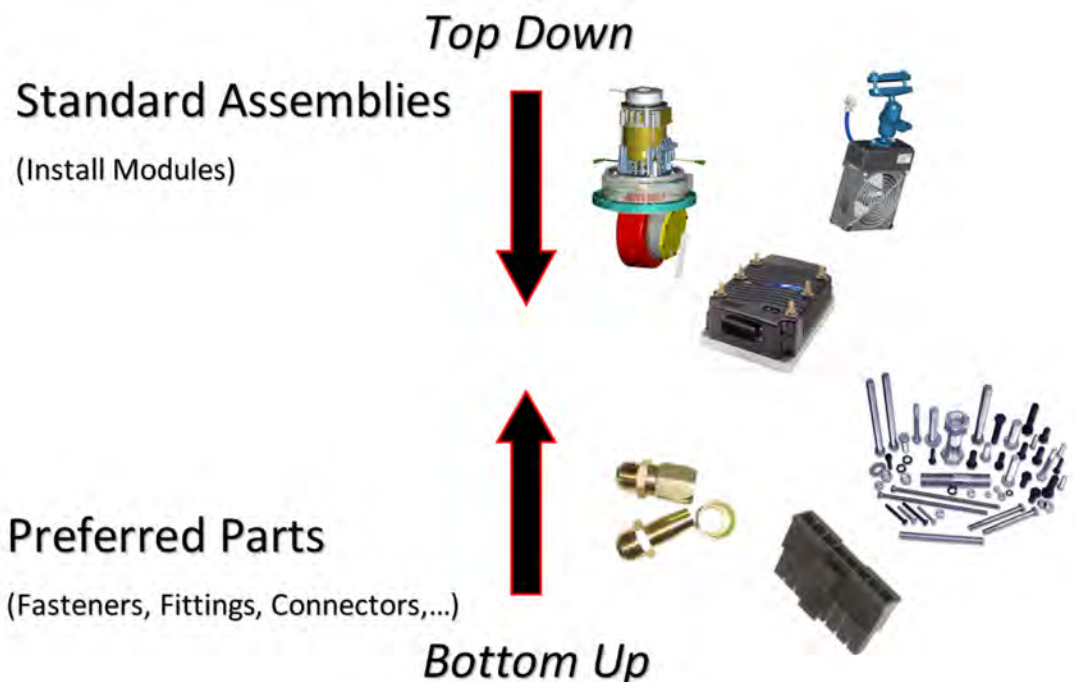 Top Down
Standard Assemblies
(Install Modules)
Preferred Parts
(Fasteners, Fittings, Connectors,...)
Bottom Up